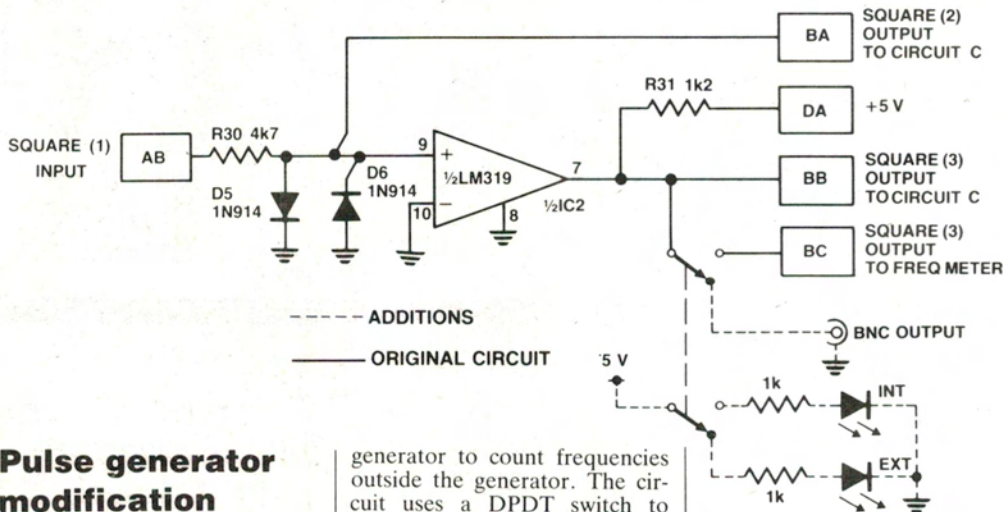 BA
SQUARE (2)
OUTPUT
TO CIRCUIT C
R31 1k2
DA
+5 V
SQUARE (1)
INPUT
AB
R30 4k7
D5
1N914
D6
1N914
9
+
½LM319
10
−
8
7
½IC2
BB
SQUARE (3)
OUTPUT
TO CIRCUIT C
BC
SQUARE (3)
OUTPUT
TO FREQ METER
ADDITIONS
ORIGINAL CIRCUIT
BNC OUTPUT
5 V
1k
INT
1k
EXT
Pulse generator
modification
generator to count frequencies
outside the generator. The cir-
cuit uses a DPDT switch to